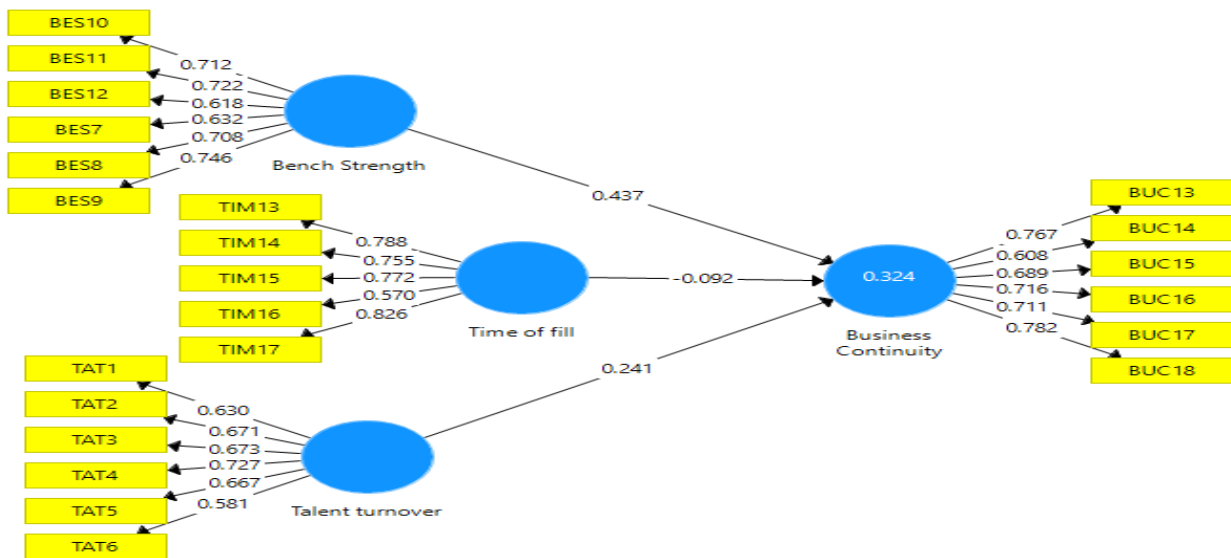 BES10
BES11
BES12
BES7
BES8
BES9
0.712
0.722
0.618
0.632
0.708
0.746
Bench Strength
TIM13
TIM14
TIM15
TIM16
TIM17
0.788
0.755
0.772
0.570
0.826
Time of fill
TAT1
TAT2
TAT3
TAT4
TAT5
TAT6
0.630
0.671
0.673
0.727
0.667
0.581
Talent turnover
0.437
-0.092
0.241
0.324
Business
Continuity
0.767
0.608
0.689
0.716
0.711
0.782
BUC13
BUC14
BUC15
BUC16
BUC17
BUC18